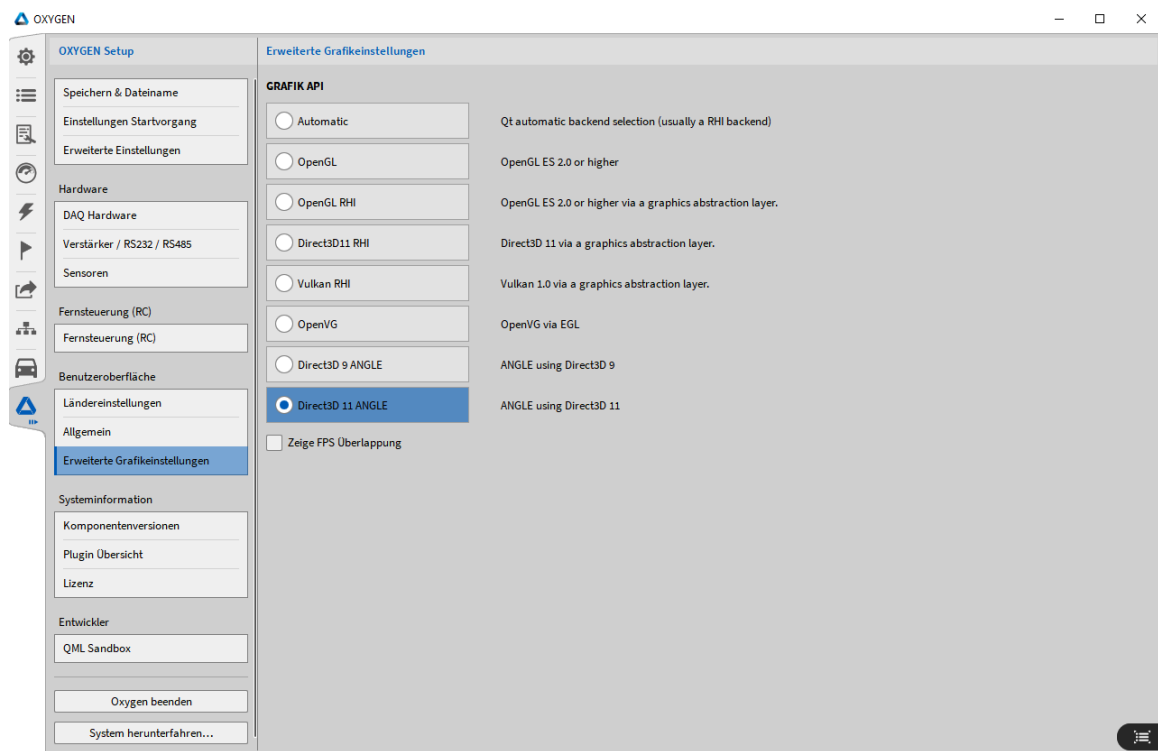 OXYGEN
OXYGEN Setup
Speichern & Dateiname
Einstellungen Startvorgang
Erweiterte Einstellungen
Hardware
DAQ Hardware
Verstärker / RS232 / RS485
Sensoren
Fernsteuerung (RC)
Fernsteuerung (RC)
Benutzeroberfläche
Ländereinstellungen
Allgemein
Erweiterte Grafikeinstellungen
Systeminformation
Komponentenversionen
Plugin Übersicht
Lizenz
Entwickler
QML Sandbox
Oxygen beenden
System herunterfahren...
Erweiterte Grafikeinstellungen
GRAFIK API
Automatic Qt automatic backend selection (usually a RHI backend)
OpenGL OpenGL ES 2.0 or higher
OpenGL RHI OpenGL ES 2.0 or higher via a graphics abstraction layer.
Direct3D11 RHI Direct3D 11 via a graphics abstraction layer.
Vulkan RHI Vulkan 1.0 via a graphics abstraction layer.
OpenVG OpenVG via EGL
Direct3D 9 ANGLE ANGLE using Direct3D 9
Direct3D 11 ANGLE ANGLE using Direct3D 11
Zeige FPS Überlappung